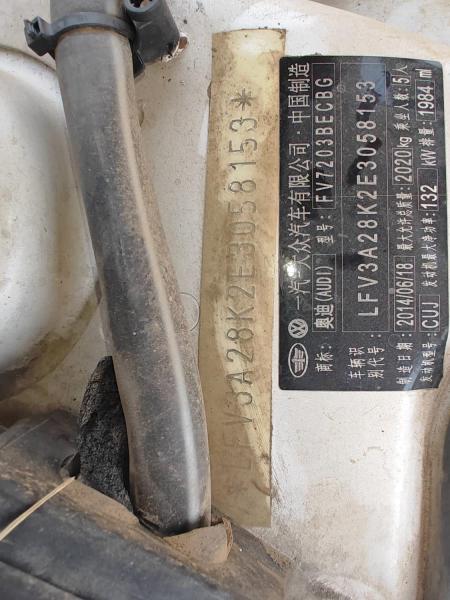 *LFV3A28K2E3058153*
一汽-大众汽车有限公司·中国制造
商标: 奥迪(AUDI) 型号: FV7203BECBG
车辆识别代号: LFV3A28K2E3058153
制造日期: 2014/06/18 最大允许总质量: 2020kg 乘坐人数: 5人
发动机型号: CUJ 发动机最大净功率: 132 kW 排量: 1984 ml